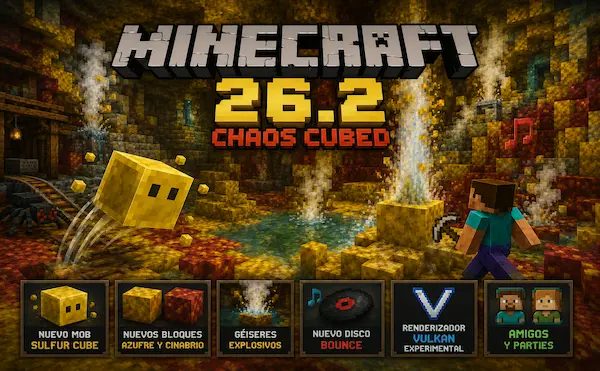 MINECRAFT
26.2
CHAOS CUBED
NUEVO MOB
SULFUR CUBE
NUEVOS BLOQUES
AZUFRE Y CINABRIO
GÉISERES
EXPLOSIVOS
NUEVO DISCO
BOUNCE
RENDERIZADOR
VULKAN
EXPERIMENTAL
AMIGOS
Y PARTIES